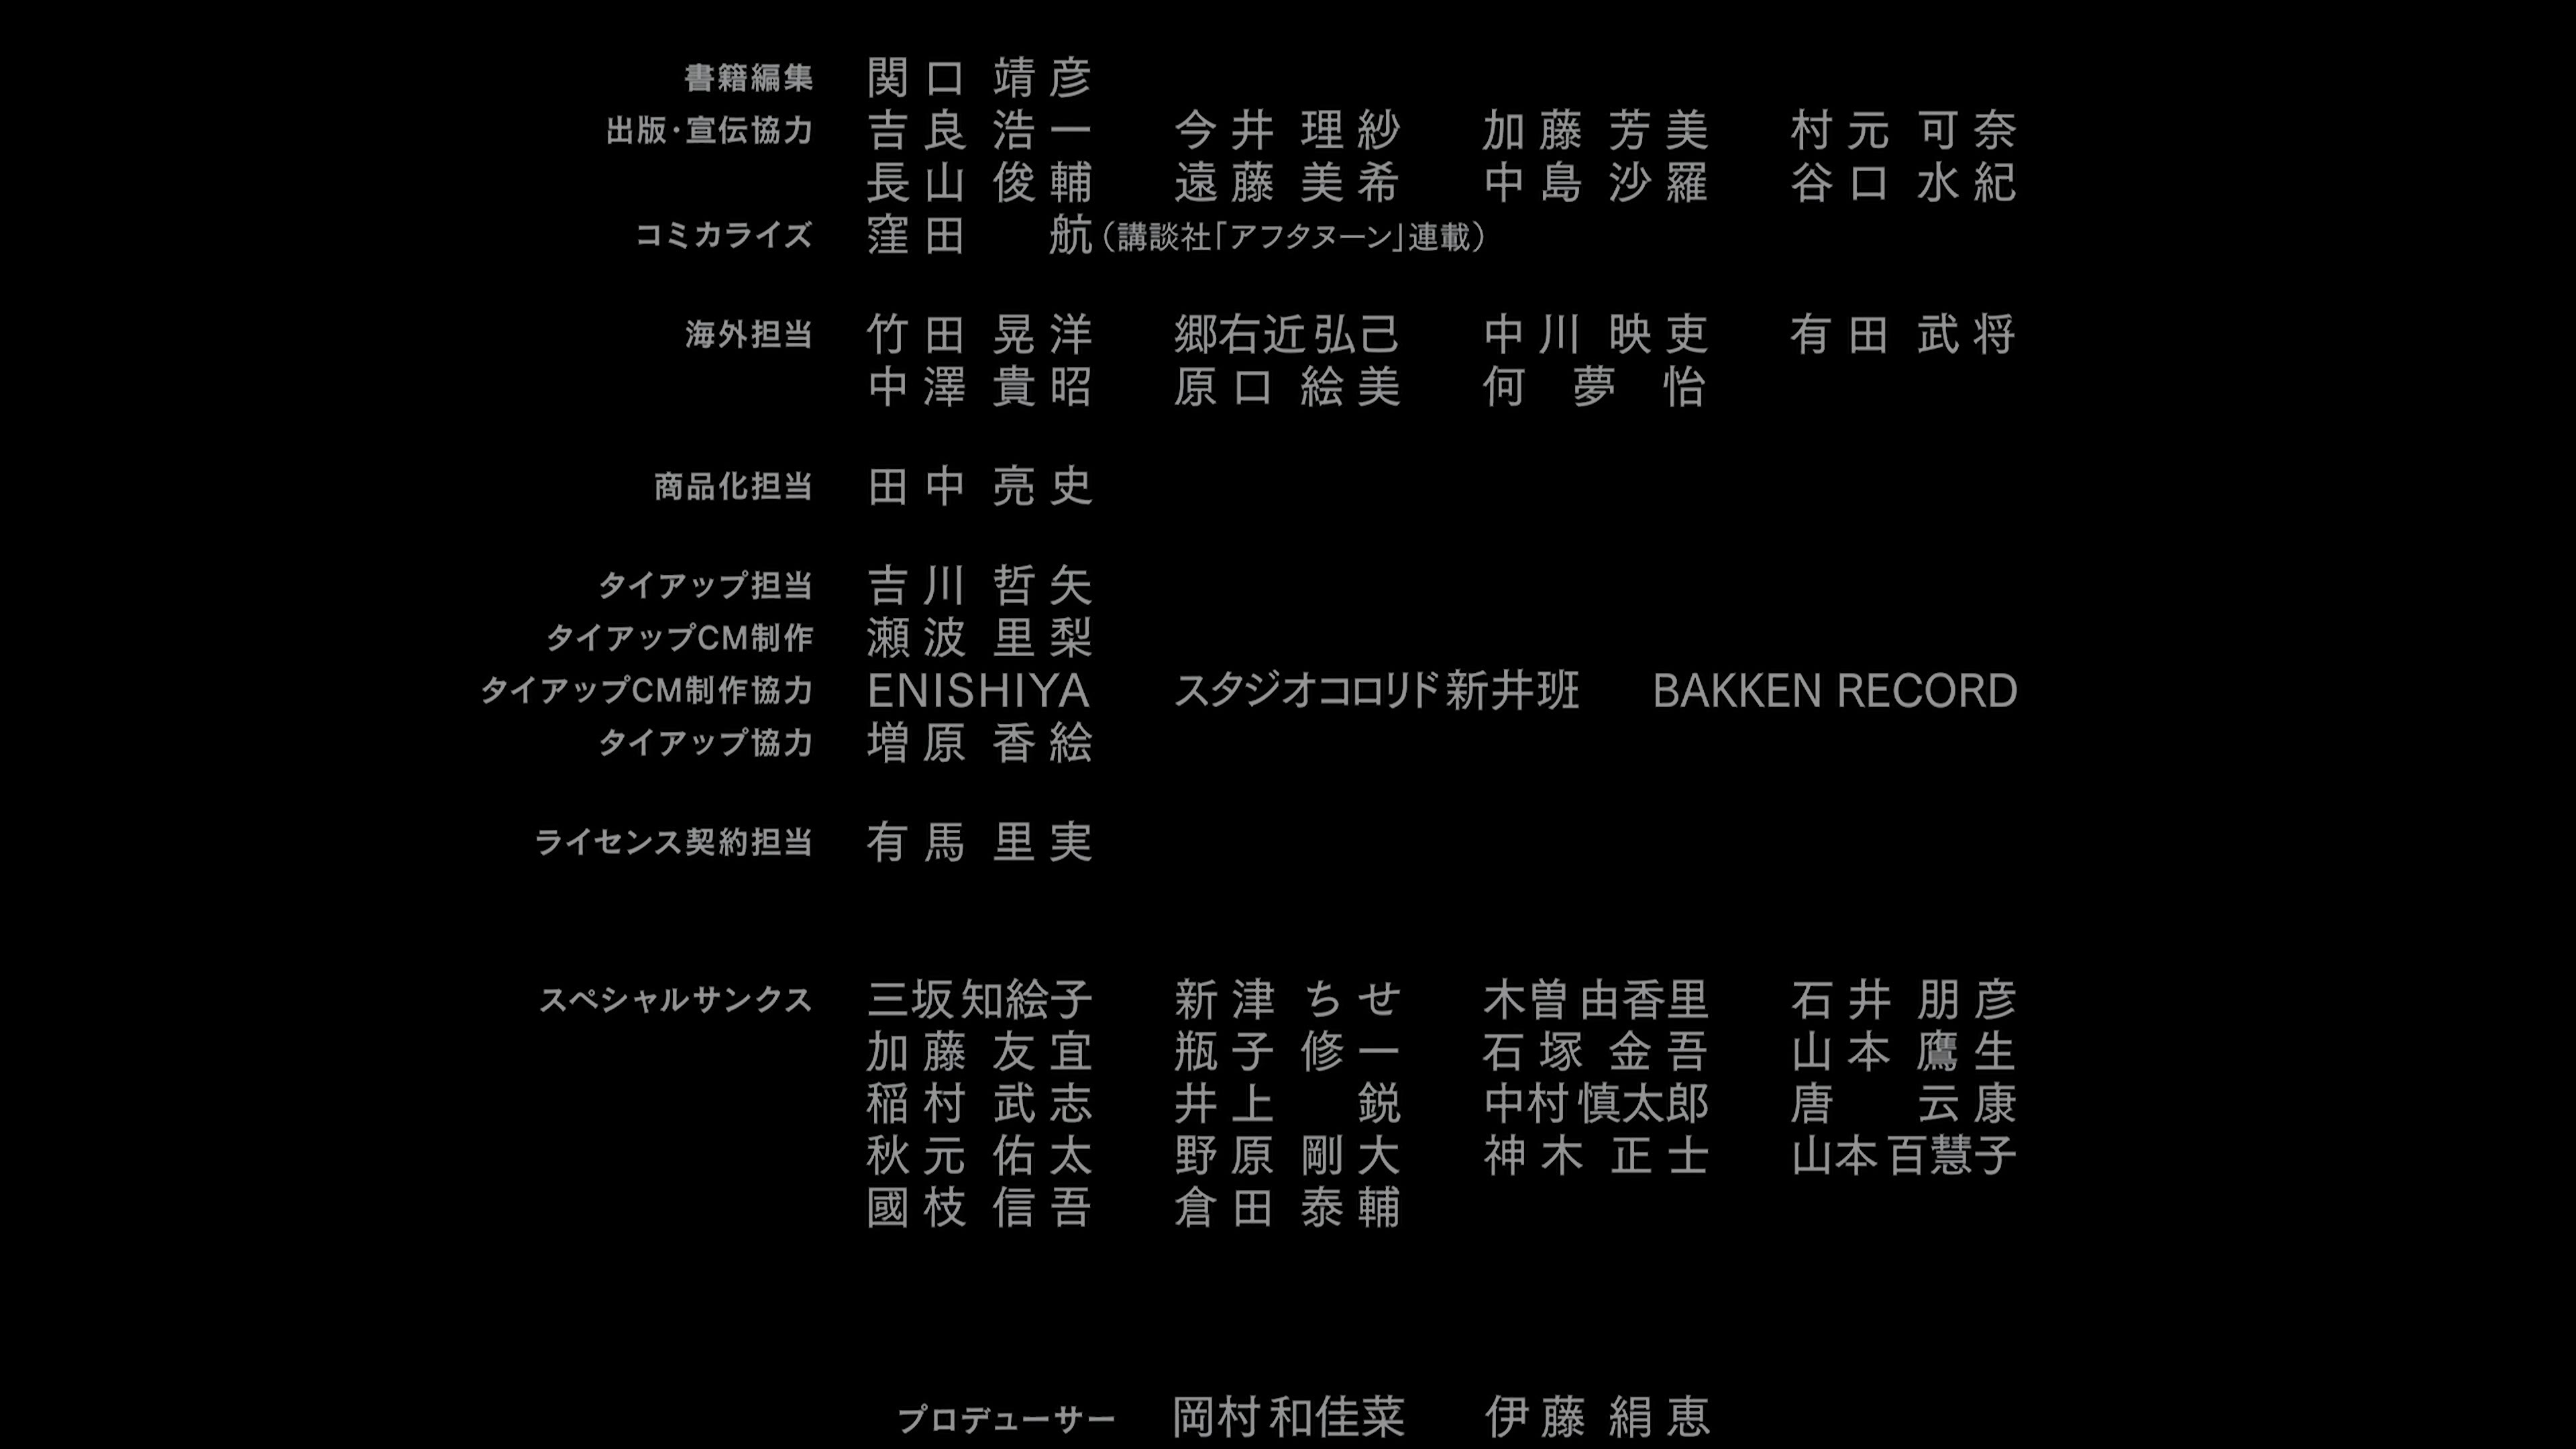 書籍編集 関口 靖彦
出版・宣伝協力 吉良 浩一 今井 理紗 加藤 芳美 村元 可奈
長山 俊輔 遠藤 美希 中島 沙羅 谷口 水紀
コミカライズ 窪田 航（講談社「アフタヌーン」連載）
海外担当 竹田 晃洋 郷右近 弘己 中川 映吏 有田 武将
中澤 貴昭 原口 絵美 何 夢怡
商品化担当 田中 亮史
タイアップ担当 吉川 哲矢
タイアップCM制作 瀬波 里梨
タイアップCM制作協力 ENISHIYA スタジオコロリド新井班 BAKKEN RECORD
タイアップ協力 増原 香絵
ライセンス契約担当 有馬 里実
スペシャルサンクス 三坂 知絵子 新津 ちせ 木曽 由香里 石井 朋彦
加藤 友宜 瓶子 修一 石塚 金吾 山本 鷹生
稲村 武志 井上 鋭 中村 慎太郎 唐 云康
秋元 佑太 野原 剛大 神木 正士 山本 百慧子
國枝 信吾 倉田 泰輔
プロデューサー 岡村 和佳菜 伊藤 絹恵